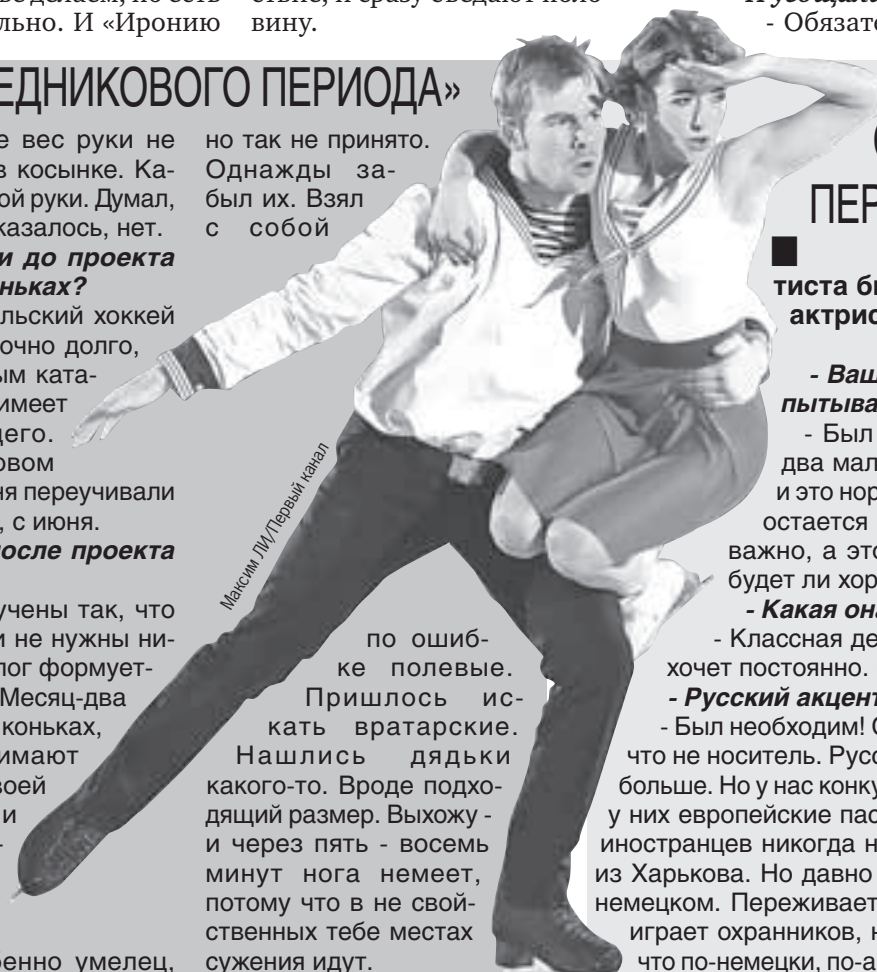 льно. И «Иронию
вину.
- Обязате
ЕДНИКОВОГО ПЕРИОДА»
е вес руки не
в косынке. Ка-
ой руки. Думал,
казалось, нет.
и до проекта
ньках?
льский хоккей
очно долго,
ым ката-
имеет
щего.
овом
ня переучивали
, с июня.
после проекта
учены так, что
и не нужны ни-
лог формует-
Месяц-два
коньках,
имают
воей
и
-
бенно умелец,
но так не принято.
Однажды за-
был их. Взял
с собой
по ошиб-
ке полевые.
Пришлось ис-
кать вратарские.
Нашлись дядьки
какого-то. Вроде подхо-
дящий размер. Выхожу -
и через пять - восемь
минут нога немеет,
потому что в не свой-
ственных тебе местах
сужения идут.
Максим ЛИ/Первый канал
ПЕР
тиста бы
актрис
- Ваш
пытыва
- Был
два мал
и это нор
остается
важно, а это
будет ли хор
- Какая она
- Классная де
хочет постоянно.
- Русский акцент
- Был необходим! С
что не носитель. Русс
больше. Но у нас конку
у них европейские пас
иностранцев никогда н
из Харькова. Но давно
немецком. Переживает
играет охранников, н
что по-немецки, по-а